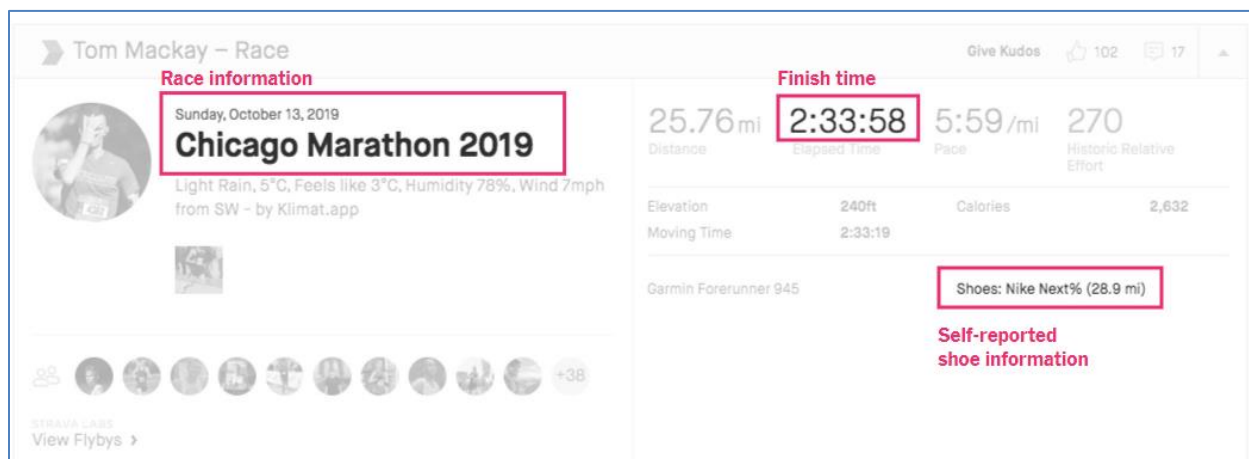 Tom Mackay – Race
Give Kudos 102 17
Race information
Sunday, October 13, 2019
Chicago Marathon 2019
Light Rain, 5°C, Feels like 3°C, Humidity 78%, Wind 7mph
from SW – by Klimat.app
Finish time
25.76 mi 2:33:58 5:59 /mi 270
Distance Elapsed Time Pace Historic Relative
Effort
Elevation 240ft Calories 2,632
Moving Time 2:33:19
Garmin Forerunner 945 Shoes: Nike Next% (28.9 mi)
Self-reported
shoe information
+38
STRAVA LABS
View Flybys ›